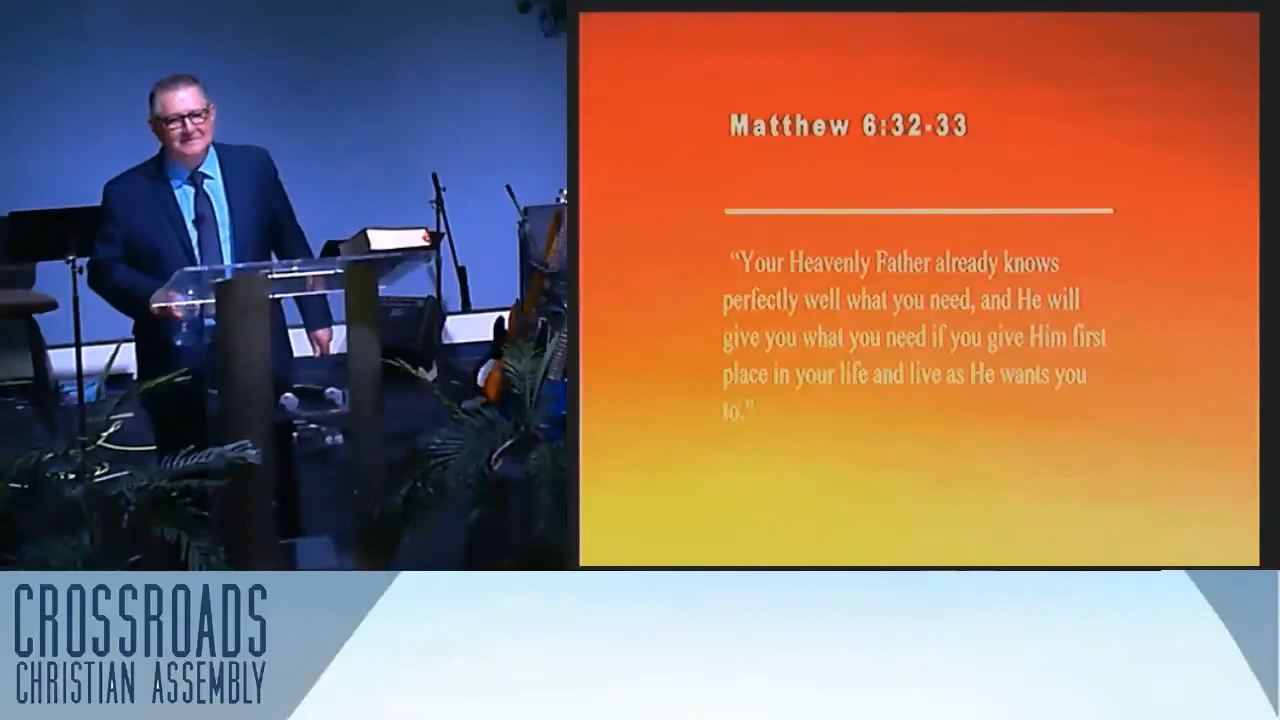 Matthew 6:32-33
“Your Heavenly Father already knows
perfectly well what you need, and He will
give you what you need if you give Him first
place in your life and live as He wants you
to.”
CROSSROADS
CHRISTIAN ASSEMBLY